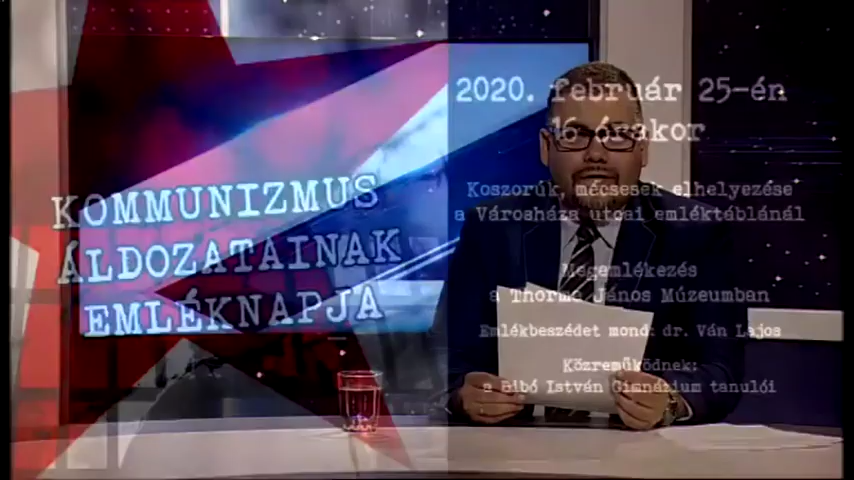 KOMMUNIZMUS
ÁLDOZATAINAK
EMLÉKNAPJA
2020. február 25-én
16 órakor
Koszorúk, mécsesek elhelyezése
a Városháza utcai emléktáblánál
Megemlékezés
a Thorma János Múzeumban
Emlékbeszédet mond: dr. Ván Lajos
Közreműködnek:
a Bibó István Gimnázium tanulói